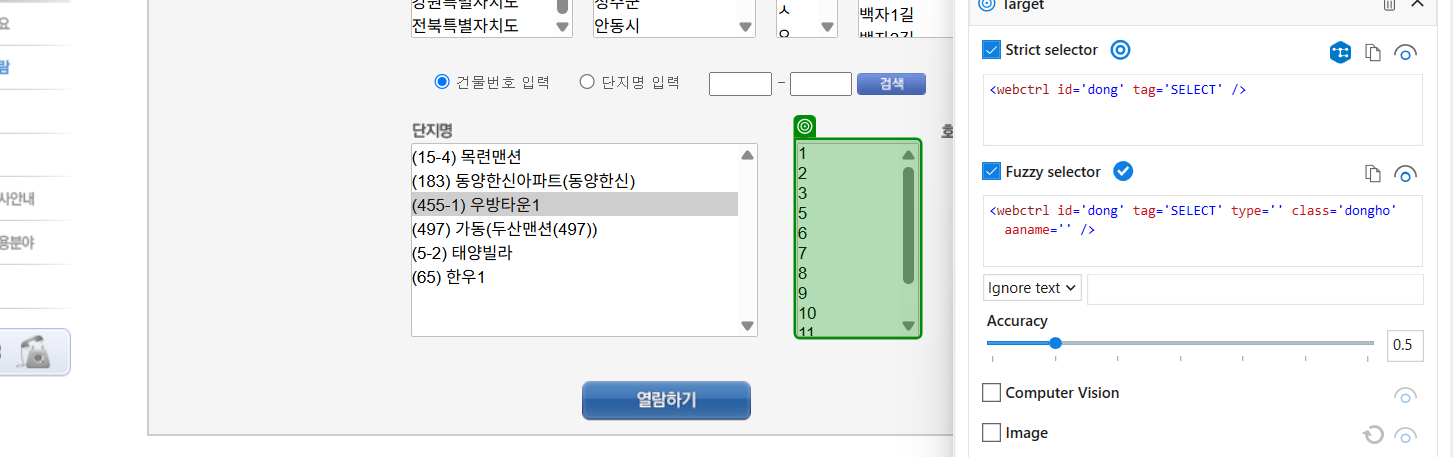 요
람
사안내
용분야
강원특별자치도
전북특별자치도
청주군
안동시
ㅅ
ㅇ
백자1길
백자2길
건물번호 입력 단지명 입력 - 검색
단지명
(15-4) 목련맨션
(183) 동양한신아파트(동양한신)
(455-1) 우방타운1
(497) 가동(두산맨션(497))
(5-2) 태양빌라
(65) 한우1
1
2
3
5
6
7
8
9
10
11
호
열람하기
Target
Strict selector
<webctrl id='dong' tag='SELECT' />
Fuzzy selector
<webctrl id='dong' tag='SELECT' type='' class='dongho'
aaname='' />
Ignore text
Accuracy
0.5
Computer Vision
Image